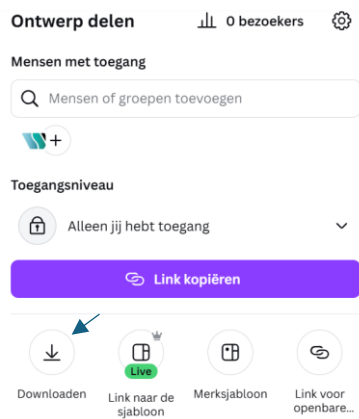 Ontwerp delen
0 bezoekers
Mensen met toegang
Mensen of groepen toevoegen
+
Toegangsniveau
Alleen jij hebt toegang
Link kopiëren
Live
Downloaden
Link naar de
sjabloon
Merksjabloon
Link voor
openbare...